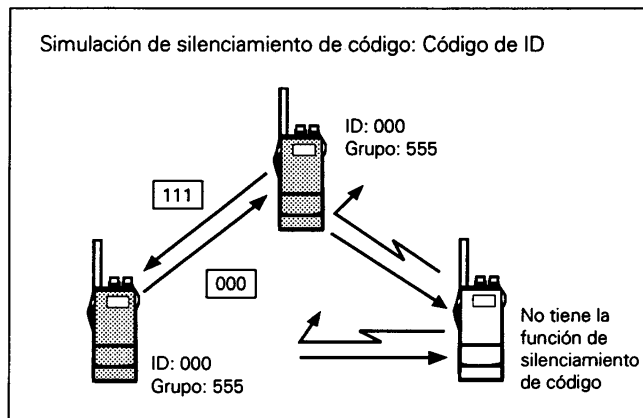 Simulación de silenciamiento de código: Código de ID
ID: 000
Grupo: 555
111
000
ID: 000
Grupo: 555
No tiene la
función de
silenciamiento
de código